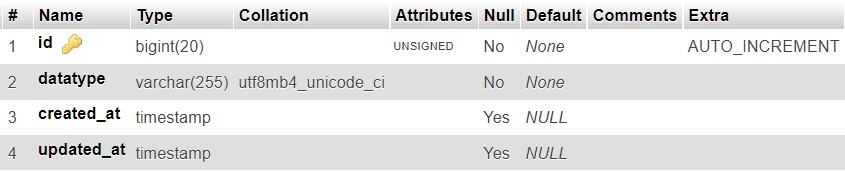 # Name Type Collation Attributes Null Default Comments Extra
1 id bigint(20) UNSIGNED No None AUTO_INCREMENT
2 datatype varchar(255) utf8mb4_unicode_ci No None
3 created_at timestamp Yes NULL
4 updated_at timestamp Yes NULL